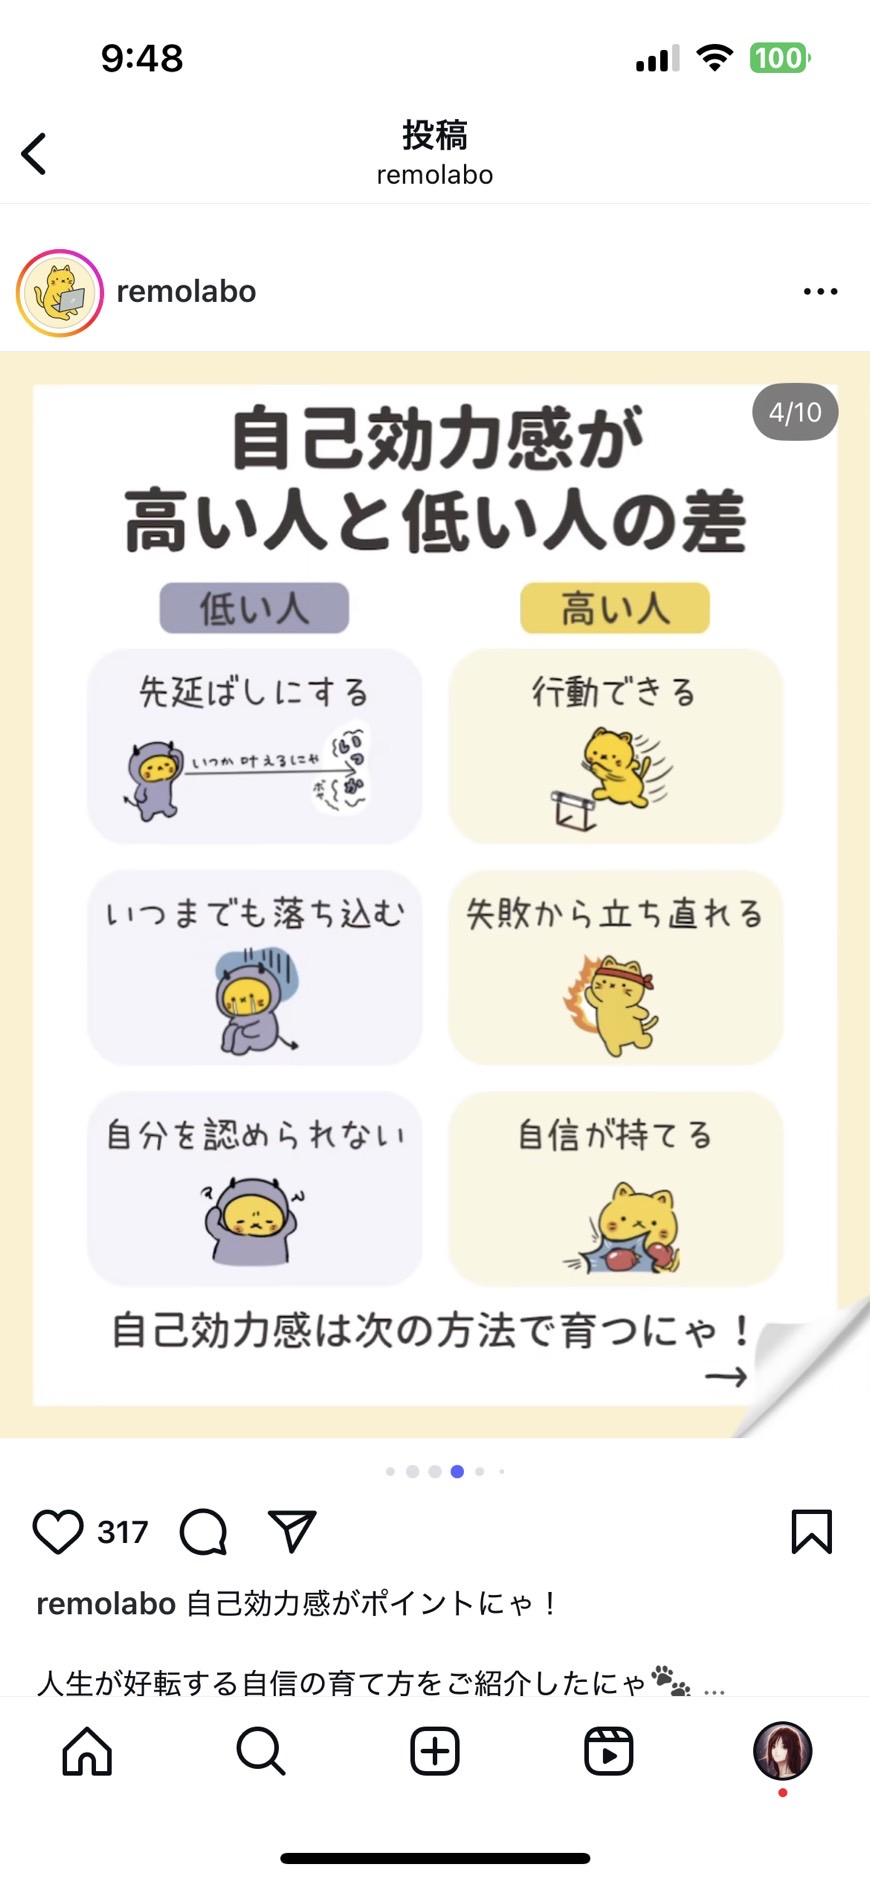 9:48
100
投稿
remolabo
remolabo
4/10
自己効力感が
高い人と低い人の差
低い人
高い人
先延ばしにする
行動できる
いつか叶えるにゃ
いつか
ボヤ
いつまでも落ち込む
失敗から立ち直れる
自分を認められない
自信が持てる
自己効力感は次の方法で育つにゃ！
→
317
remolabo 自己効力感がポイントにゃ！
人生が好転する自信の育て方をご紹介したにゃ🐾 ...